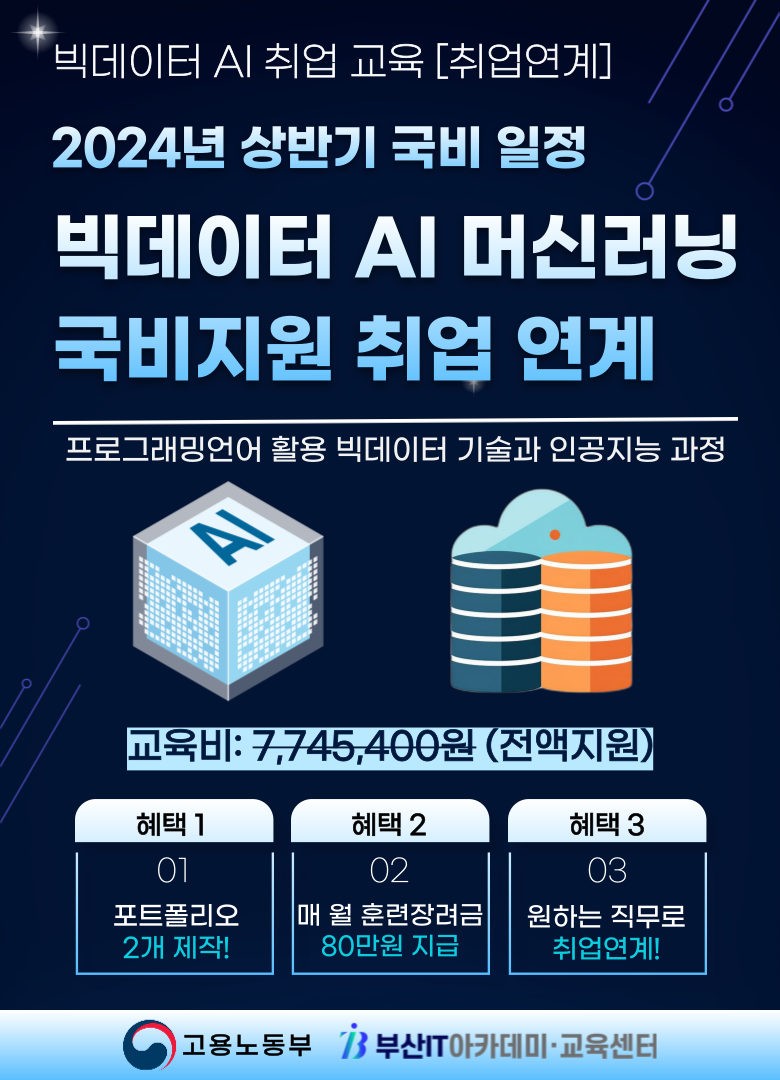 빅데이터 AI 취업 교육 [취업연계]
2024년 상반기 국비 일정
빅데이터 AI 머신러닝
국비지원 취업 연계
프로그래밍언어 활용 빅데이터 기술과 인공지능 과정
AI
교육비: 7,745,400원 (전액지원)
혜택 1
01
포트폴리오
2개 제작!
혜택 2
02
매 월 훈련장려금
80만원 지급
혜택 3
03
원하는 직무로
취업연계!
고용노동부
부산IT아카데미·교육센터